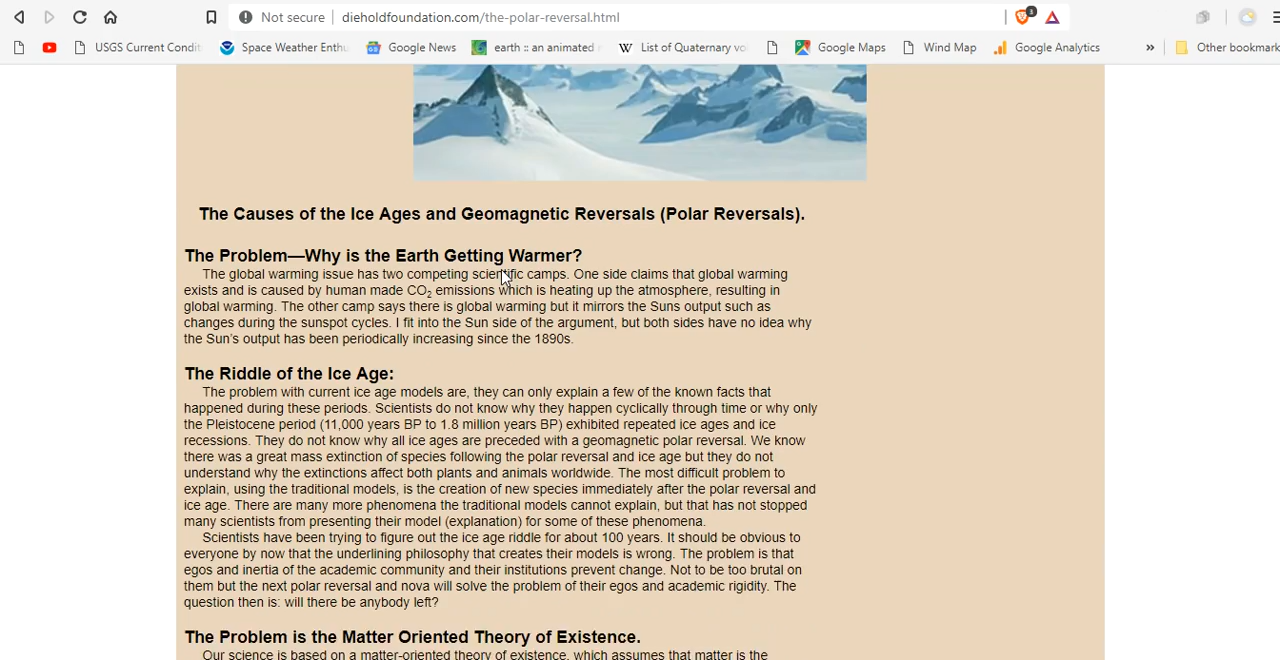 Not secure | dieholdfoundation.com/the-polar-reversal.html
USGS Current Condit Space Weather Enthu Google News earth :: an animated List of Quaternary vo Google Maps Wind Map Google Analytics » Other bookmark
The Causes of the Ice Ages and Geomagnetic Reversals (Polar Reversals).
The Problem—Why is the Earth Getting Warmer?
The global warming issue has two competing scientific camps. One side claims that global warming
exists and is caused by human made CO₂ emissions which is heating up the atmosphere, resulting in
global warming. The other camp says there is global warming but it mirrors the Suns output such as
changes during the sunspot cycles. I fit into the Sun side of the argument, but both sides have no idea why
the Sun's output has been periodically increasing since the 1890s.
The Riddle of the Ice Age:
The problem with current ice age models are, they can only explain a few of the known facts that
happened during these periods. Scientists do not know why they happen cyclically through time or why only
the Pleistocene period (11,000 years BP to 1.8 million years BP) exhibited repeated ice ages and ice
recessions. They do not know why all ice ages are preceded with a geomagnetic polar reversal. We know
there was a great mass extinction of species following the polar reversal and ice age but they do not
understand why the extinctions affect both plants and animals worldwide. The most difficult problem to
explain, using the traditional models, is the creation of new species immediately after the polar reversal and
ice age. There are many more phenomena the traditional models cannot explain, but that has not stopped
many scientists from presenting their model (explanation) for some of these phenomena.
Scientists have been trying to figure out the ice age riddle for about 100 years. It should be obvious to
everyone by now that the underlining philosophy that creates their models is wrong. The problem is that
egos and inertia of the academic community and their institutions prevent change. Not to be too brutal on
them but the next polar reversal and nova will solve the problem of their egos and academic rigidity. The
question then is: will there be anybody left?
The Problem is the Matter Oriented Theory of Existence.
Our science is based on a matter-oriented theory of existence, which assumes that matter is the